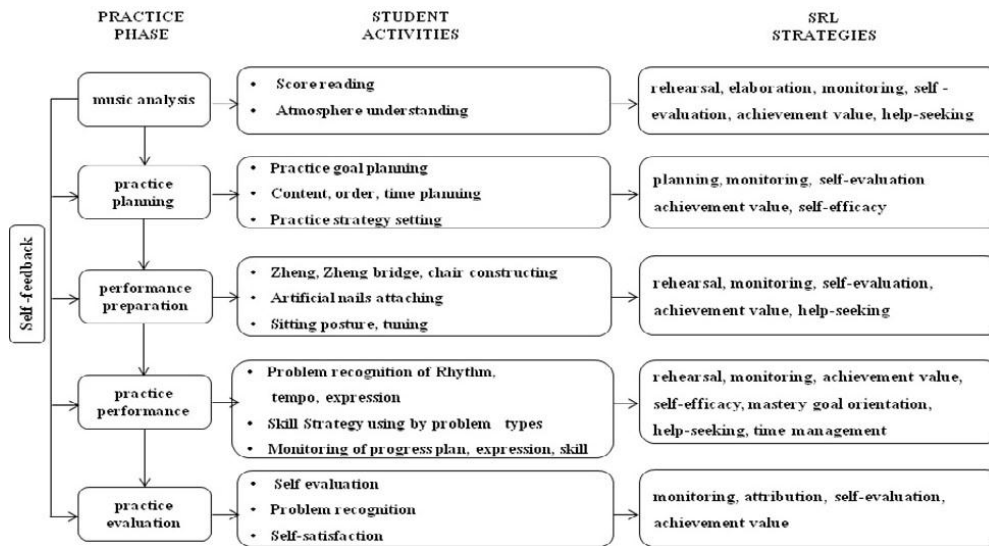 PRACTICE
PHASE
STUDENT
ACTIVITIES
SRL
STRATEGIES
Self-feedback
music analysis
• Score reading
• Atmosphere understanding
rehearsal, elaboration, monitoring, self -
evaluation, achievement value, help-seeking
practice
planning
• Practice goal planning
• Content, order, time planning
• Practice strategy setting
planning, monitoring, self-evaluation
achievement value, self-efficacy
performance
preparation
• Zheng, Zheng bridge, chair constructing
• Artificial nails attaching
• Sitting posture, tuning
rehearsal, monitoring, self-evaluation,
achievement value, help-seeking
practice
performance
• Problem recognition of Rhythm,
tempo, expression
• Skill Strategy using by problem types
• Monitoring of progress plan, expression, skill
rehearsal, monitoring, achievement value,
self-efficacy, mastery goal orientation,
help-seeking, time management
practice
evaluation
• Self evaluation
• Problem recognition
• Self-satisfaction
monitoring, attribution, self-evaluation,
achievement value